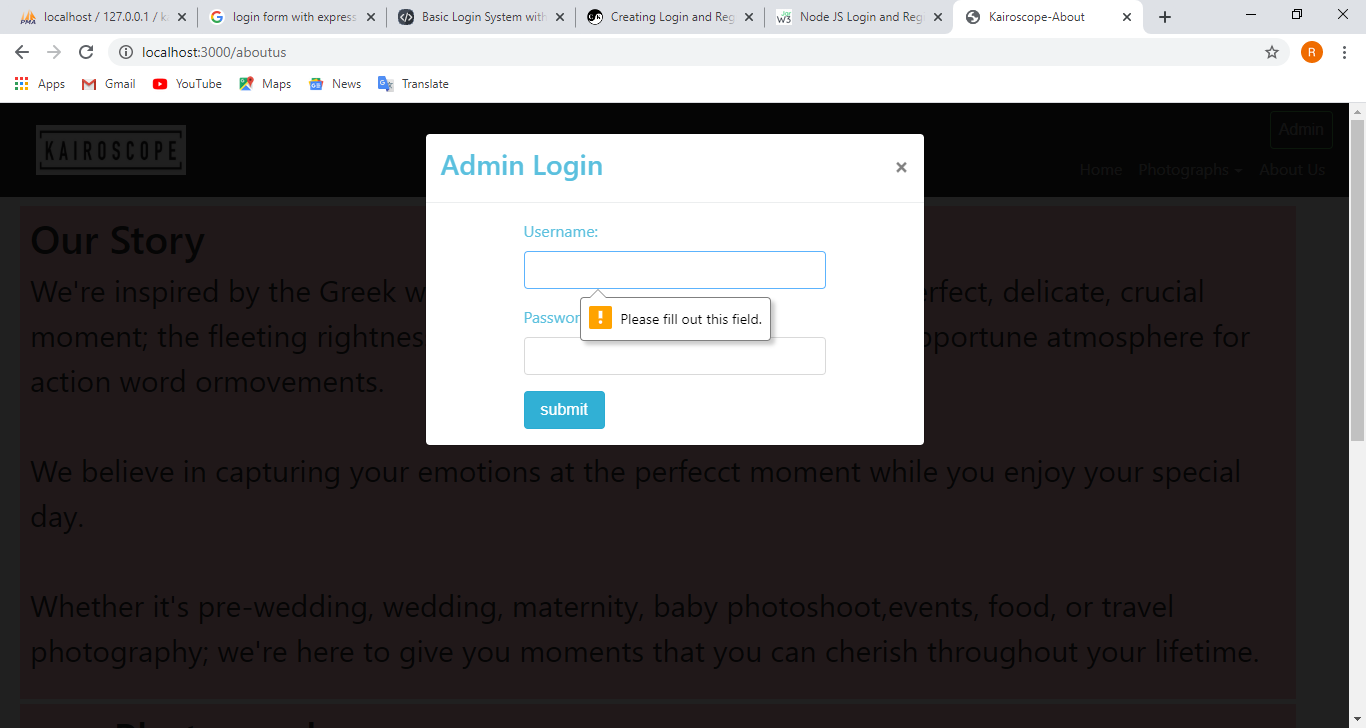 localhost / 127.0.0.1 / k
login form with express
Basic Login System with
Creating Login and Reg
Node JS Login and Regi
Kairoscope-About
localhost:3000/aboutus
R
Apps Gmail YouTube Maps News Translate
KAIROSCOPE
Admin
Home Photographs About Us
Admin Login
×
Username:
Please fill out this field.
Passwor
submit
Our Story
We're inspired by the Greek w rfect, delicate, crucial
moment; the fleeting rightnes pportune atmosphere for
action word ormovements.
We believe in capturing your emotions at the perfecct moment while you enjoy your special
day.
Whether it's pre-wedding, wedding, maternity, baby photoshoot,events, food, or travel
photography; we're here to give you moments that you can cherish throughout your lifetime.